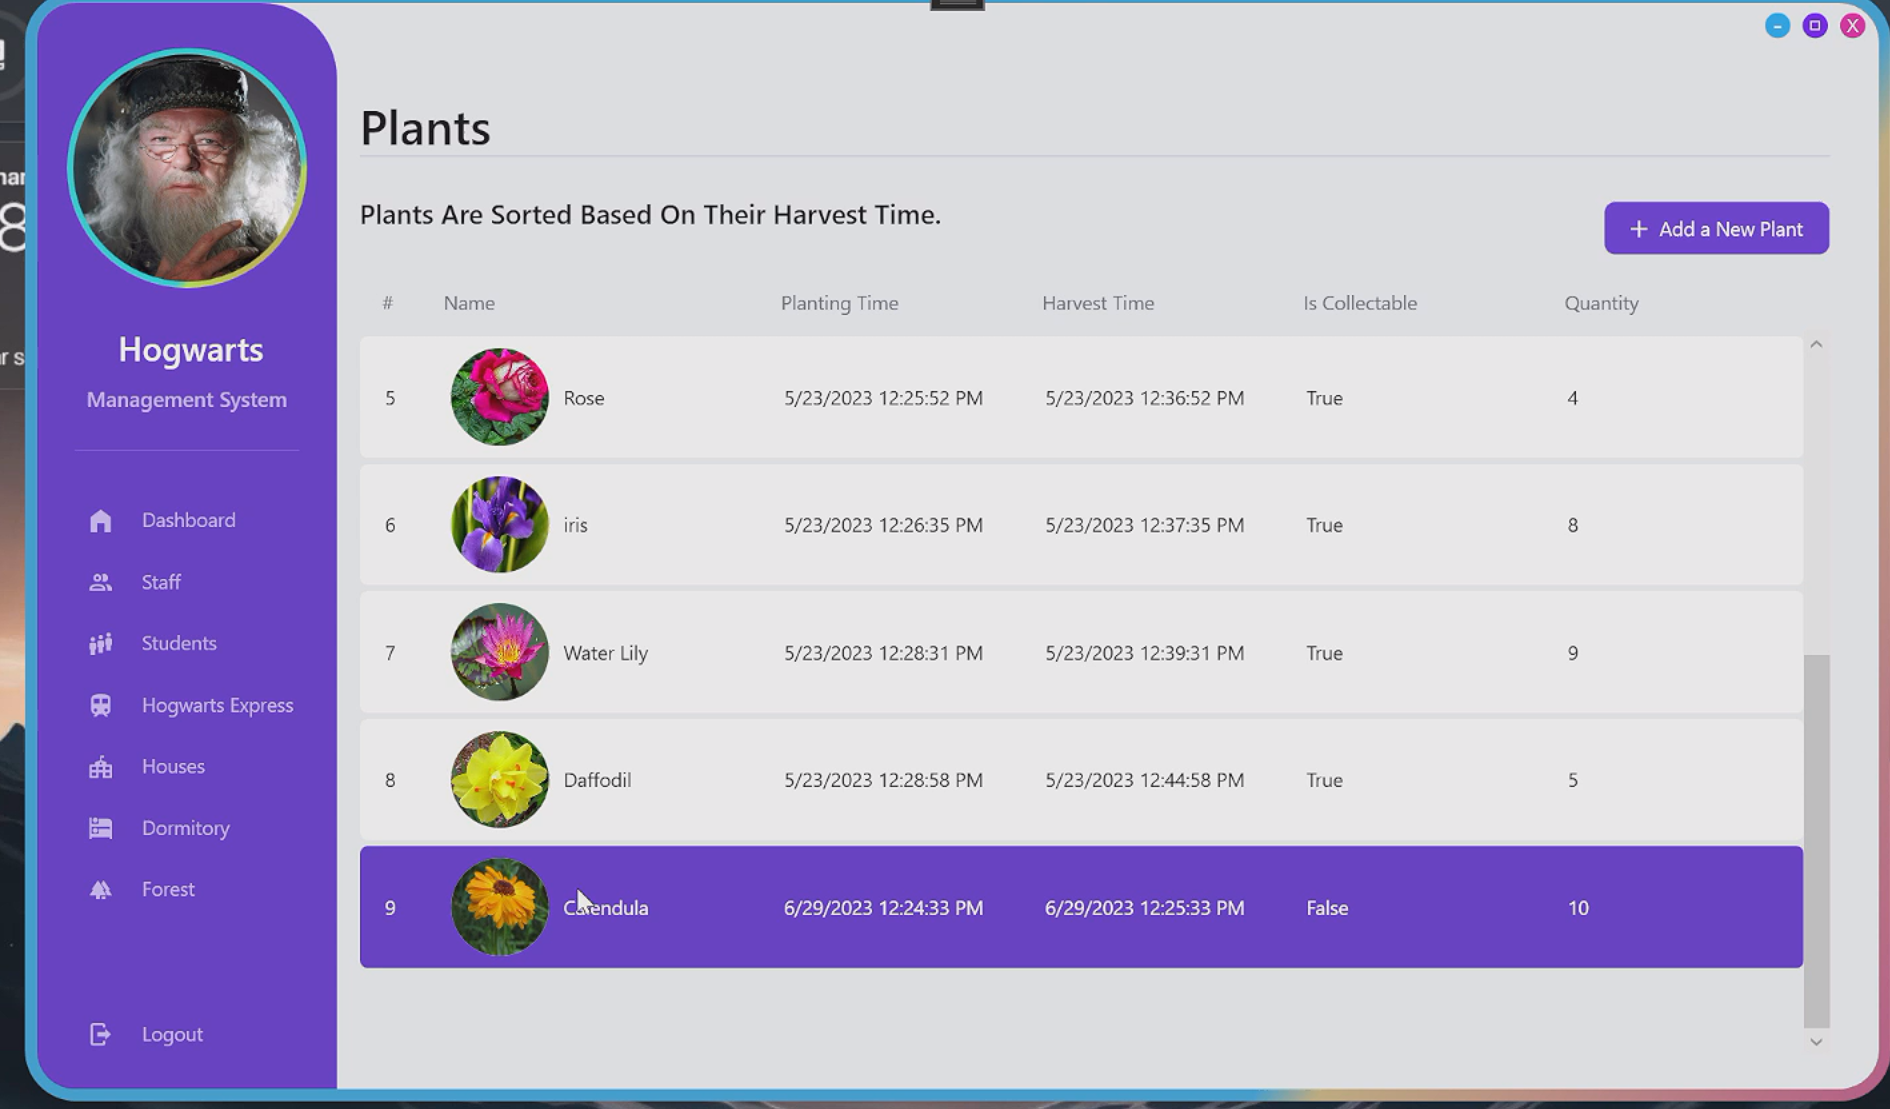 Plants
Plants Are Sorted Based On Their Harvest Time.
+ Add a New Plant
# Name Planting Time Harvest Time Is Collectable Quantity
5 Rose 5/23/2023 12:25:52 PM 5/23/2023 12:36:52 PM True 4
6 iris 5/23/2023 12:26:35 PM 5/23/2023 12:37:35 PM True 8
7 Water Lily 5/23/2023 12:28:31 PM 5/23/2023 12:39:31 PM True 9
8 Daffodil 5/23/2023 12:28:58 PM 5/23/2023 12:44:58 PM True 5
9 Calendula 6/29/2023 12:24:33 PM 6/29/2023 12:25:33 PM False 10
Hogwarts
Management System
Dashboard
Staff
Students
Hogwarts Express
Houses
Dormitory
Forest
Logout